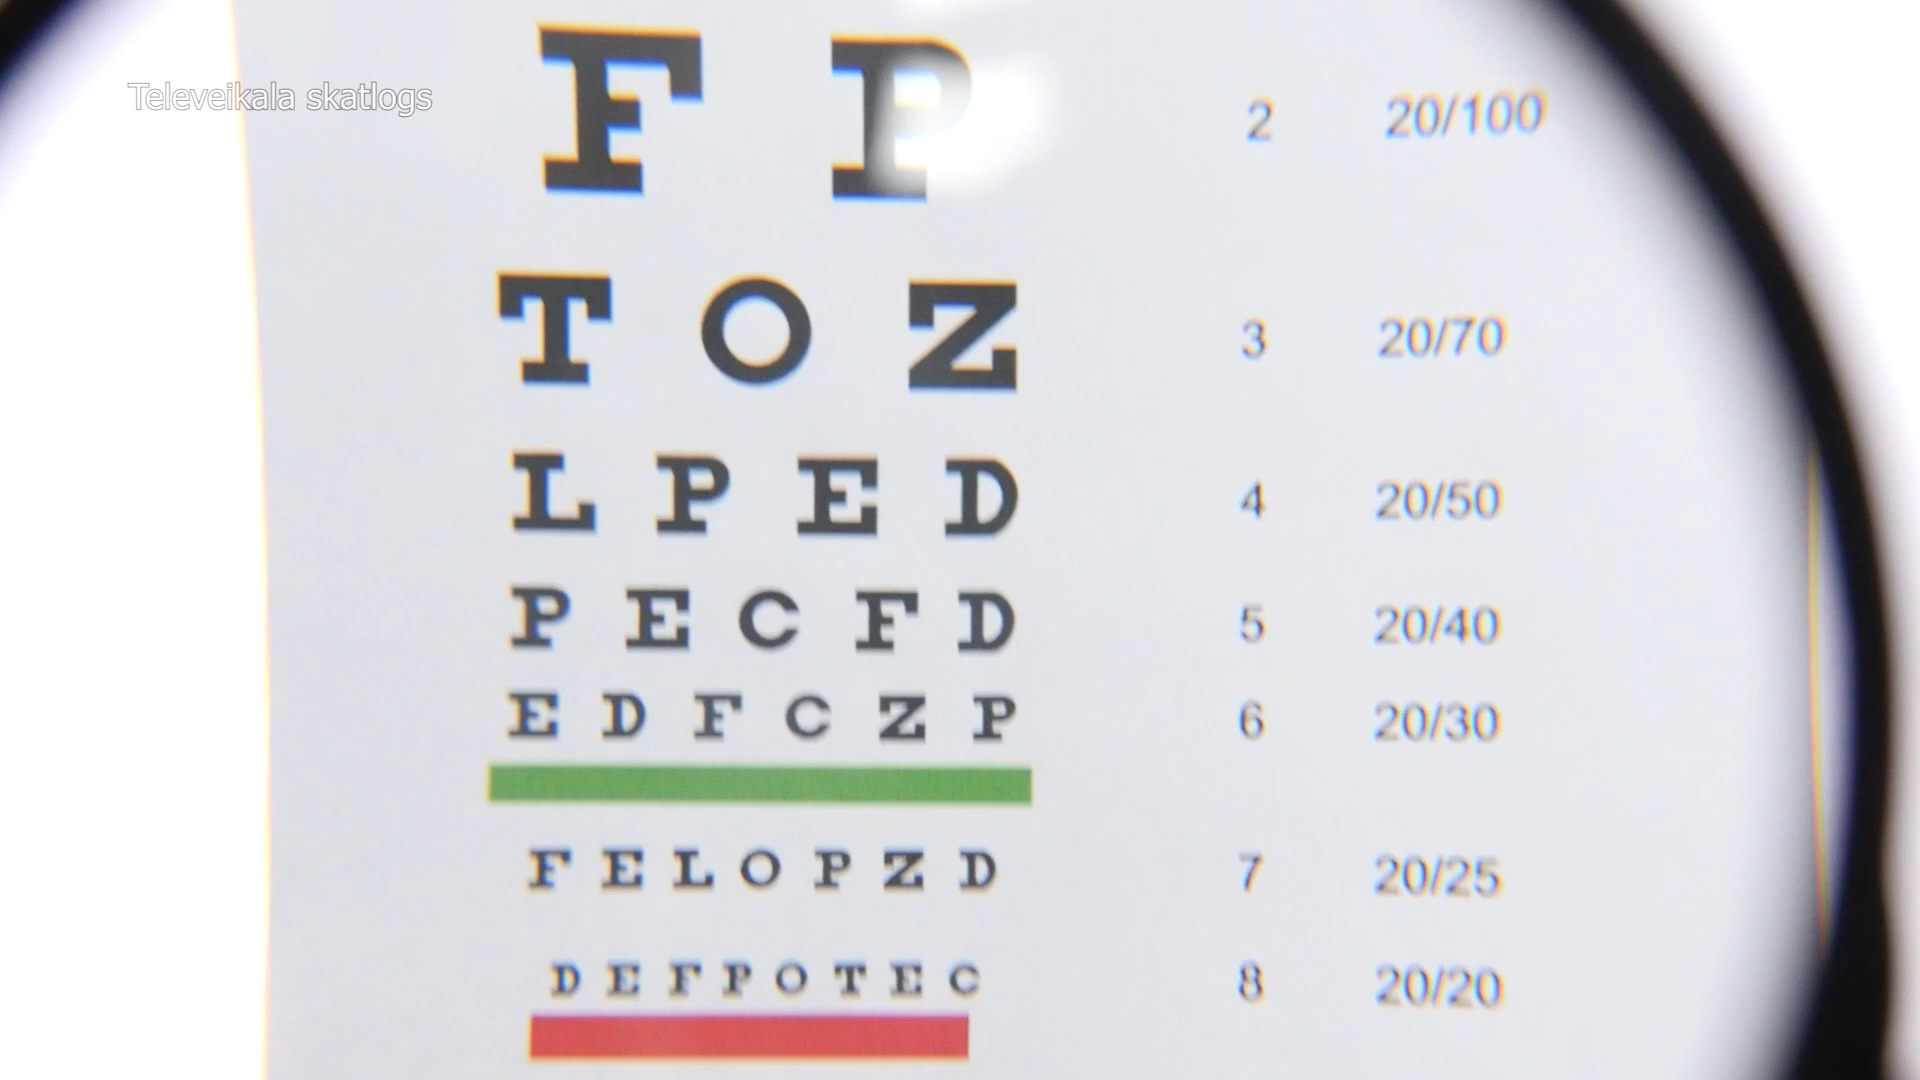 Televeikala skatlogs
F P 2 20/100
T O Z 3 20/70
L P E D 4 20/50
P E C F D 5 20/40
E D F C Z P 6 20/30
F E L O P Z D 7 20/25
D E F P O T E C 8 20/20